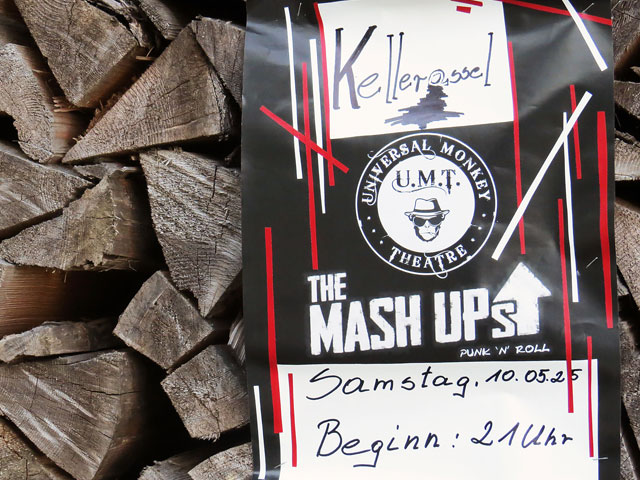 Kellerassel
UNIVERSAL MONKEY
U.M.T.
THEATRE
THE
MASH UPs
PUNK 'N' ROLL
Samstag, 10.05.25
Beginn: 21 Uhr